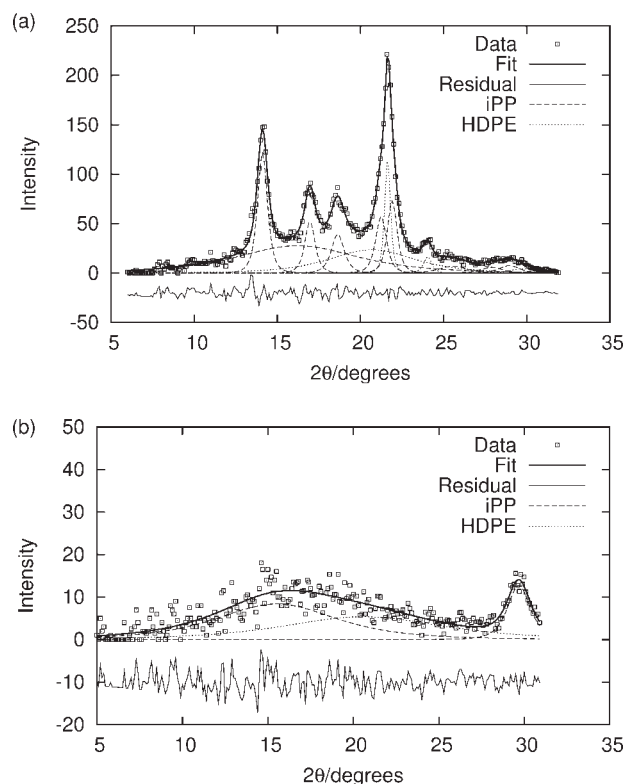 (a)
250
200
150
100
50
0
-50
Intensity
Data
Fit
Residual
iPP
HDPE
5 10 15 20 25 30 35
2θ/degrees
(b)
50
40
30
20
10
0
-10
-20
Intensity
Data
Fit
Residual
iPP
HDPE
5 10 15 20 25 30 35
2θ/degrees